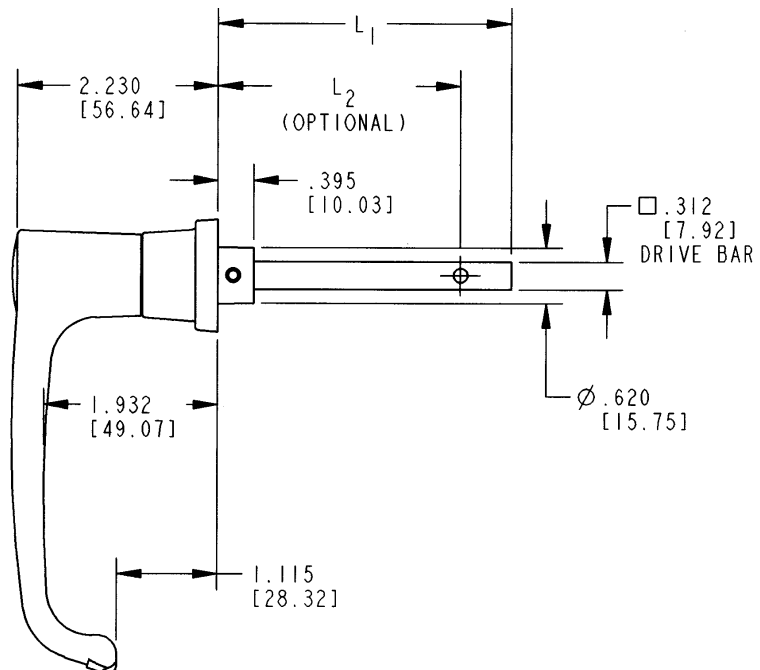 L1
2.230
[56.64]
L2
(OPTIONAL)
.395
[10.03]
□.312
[7.92]
DRIVE BAR
1.932
[49.07]
Ø.620
[15.75]
1.115
[28.32]